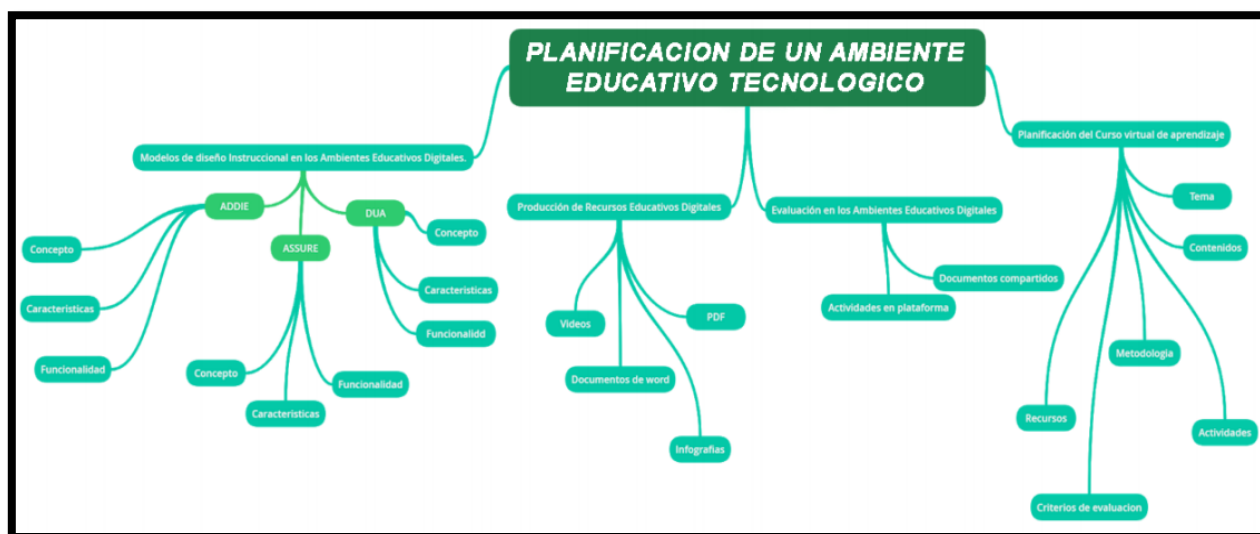 PLANIFICACION DE UN AMBIENTE
EDUCATIVO TECNOLOGICO
Modelos de diseño Instruccional en los Ambientes Educativos Digitales.
ADDIE
Concepto
Caracteristicas
Funcionalidad
ASSURE
Concepto
Caracteristicas
Funcionalidad
DUA
Concepto
Caracteristicas
Funcionalidd
Producción de Recursos Educativos Digitales
Videos
Documentos de word
Infografias
PDF
Evaluación en los Ambientes Educativos Digitales
Actividades en plataforma
Documentos compartidos
Planificación del Curso virtual de aprendizaje
Tema
Contenidos
Metodologia
Actividades
Recursos
Criterios de evaluacion